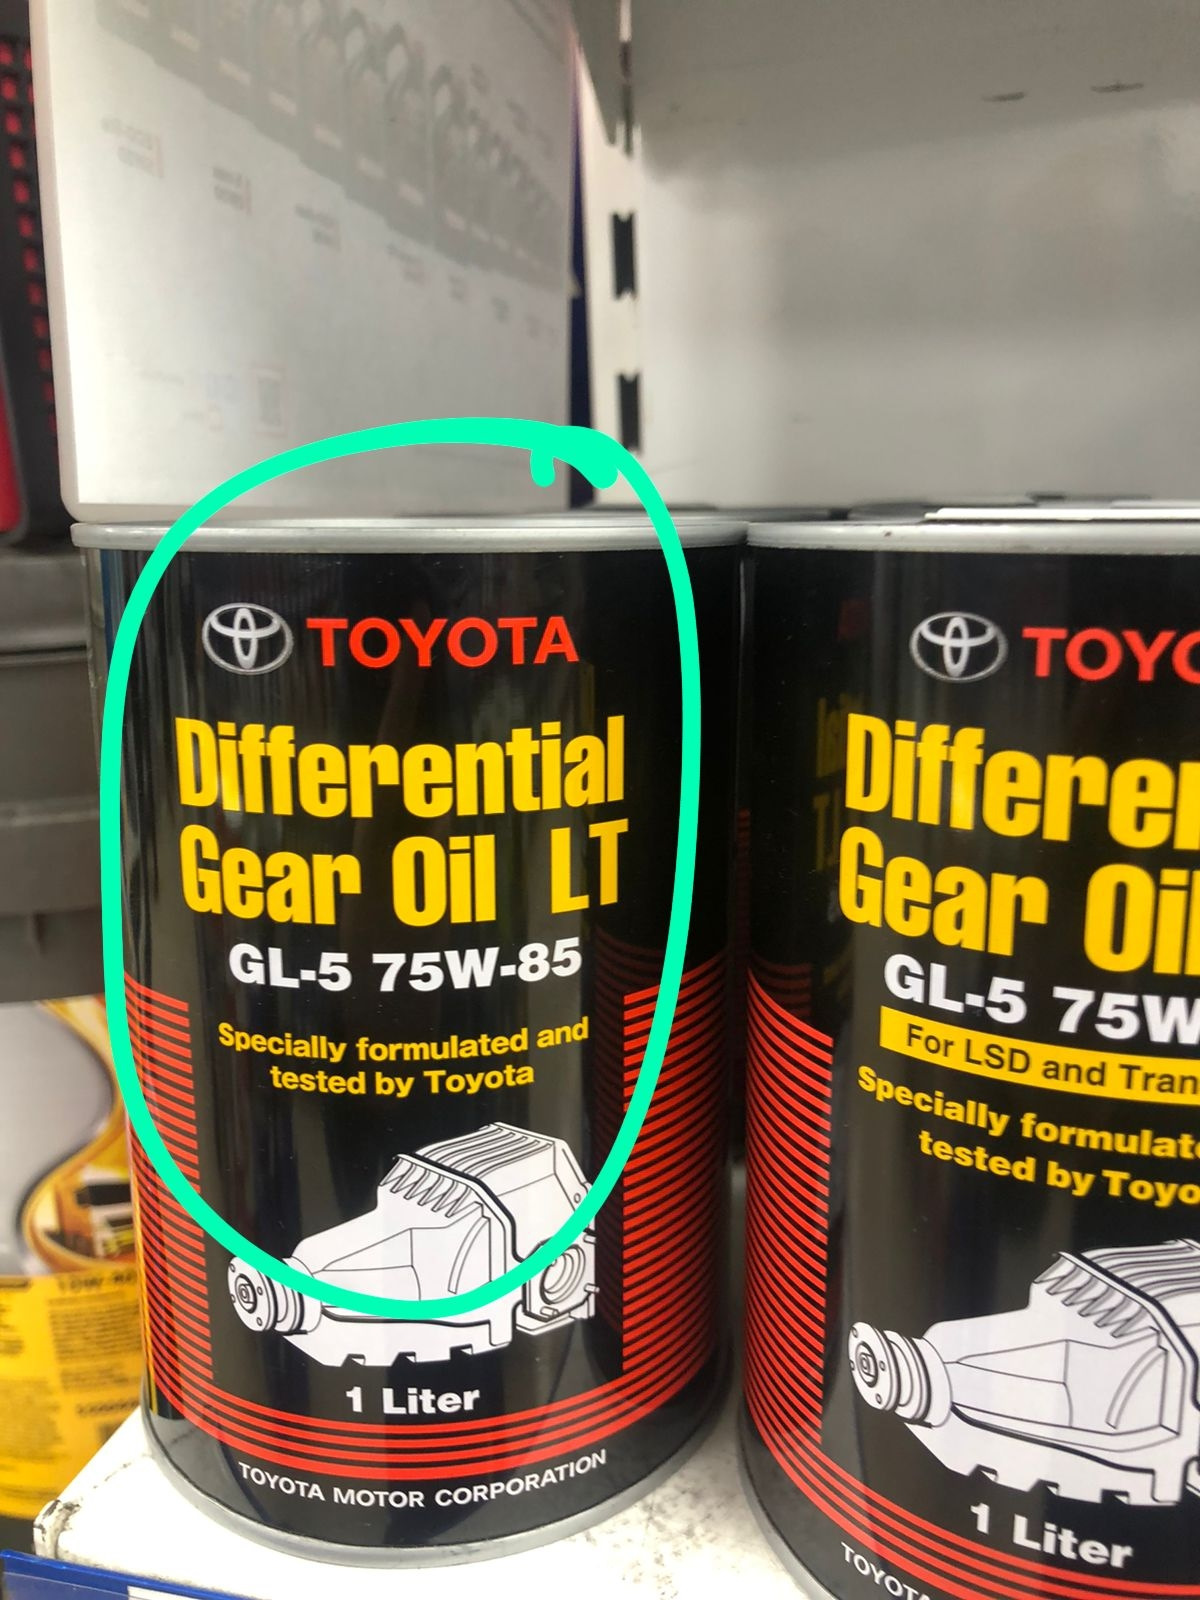 TOYOTA
Differential
Gear Oil LT
GL-5 75W-85
Specially formulated and
tested by Toyota
1 Liter
TOYOTA MOTOR CORPORATION
TOYO
Differen
Gear Oil
GL-5 75W
For LSD and Tran
Specially formulate
tested by Toyo
1 Liter
TOYOTA